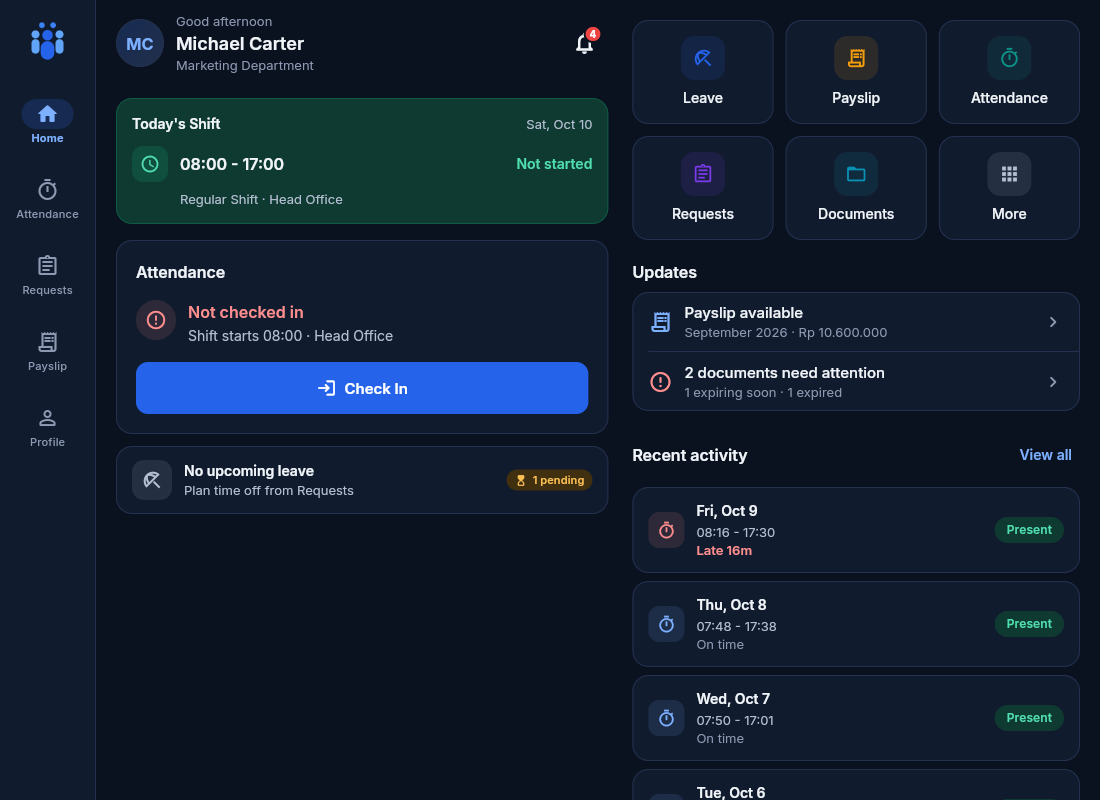 Home
Attendance
Requests
Payslip
Profile
MC
Good afternoon
Michael Carter
Marketing Department
4
Today's Shift
Sat, Oct 10
08:00 - 17:00
Not started
Regular Shift · Head Office
Attendance
Not checked in
Shift starts 08:00 · Head Office
Check In
No upcoming leave
Plan time off from Requests
1 pending
Leave
Payslip
Attendance
Requests
Documents
More
Updates
Payslip available
September 2026 · Rp 10.600.000
2 documents need attention
1 expiring soon · 1 expired
Recent activity
View all
Fri, Oct 9
08:16 - 17:30
Late 16m
Present
Thu, Oct 8
07:48 - 17:38
On time
Present
Wed, Oct 7
07:50 - 17:01
On time
Present
Tue, Oct 6